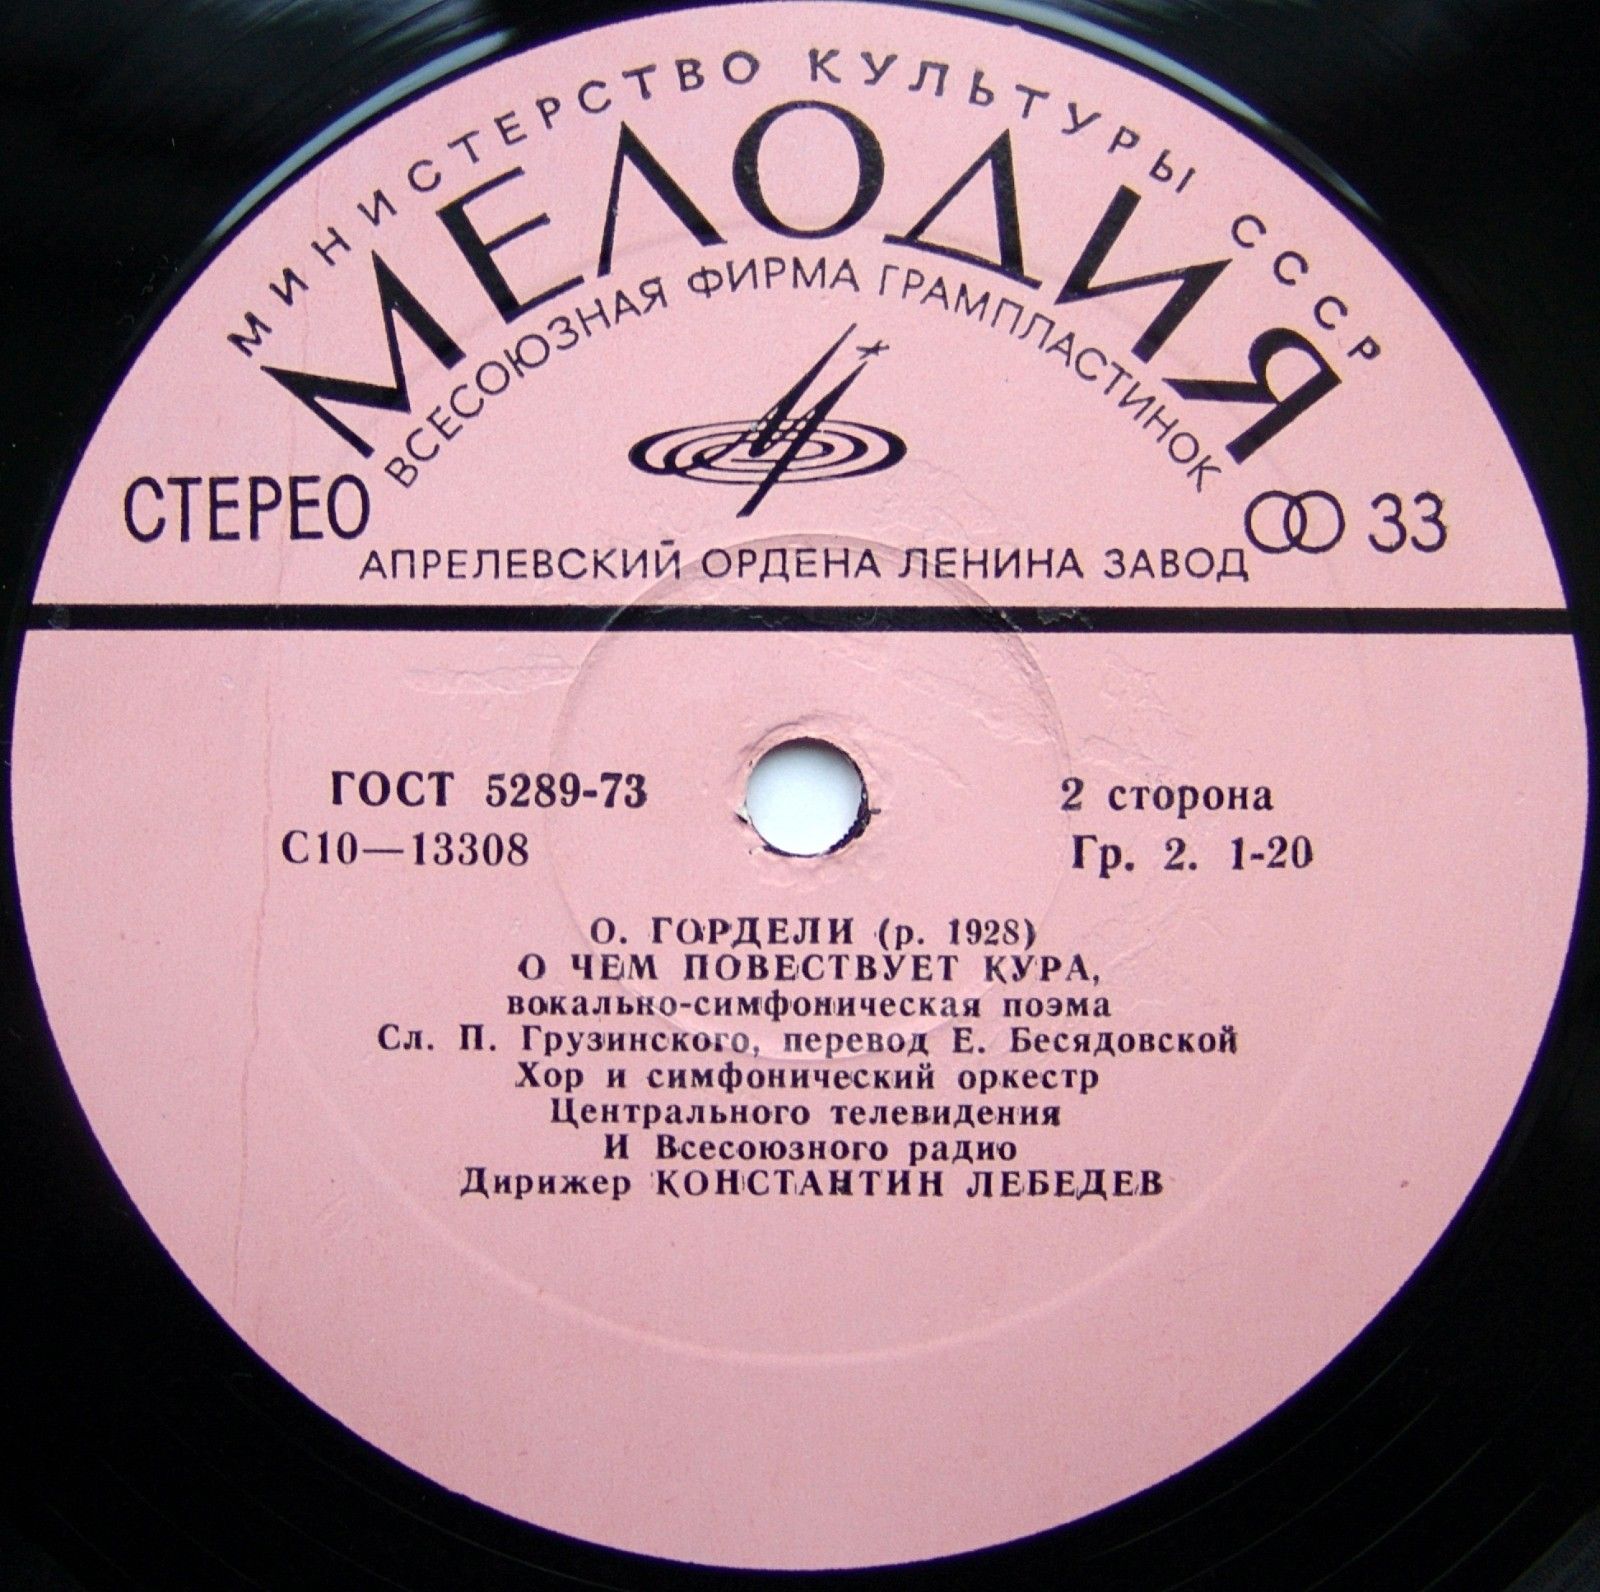 МИНИСТЕРСТВО КУЛЬТУРЫ СССР
МЕЛОДИЯ
ВСЕСОЮЗНАЯ ФИРМА ГРАМПЛАСТИНОК
СТЕРЕО
33
АПРЕЛЕВСКИЙ ОРДЕНА ЛЕНИНА ЗАВОД
ГОСТ 5289-73
2 сторона
С10—13308
Гр. 2. 1-20
О. ГОРДЕЛИ (р. 1928)
О ЧЕМ ПОВЕСТВУЕТ КУРА,
вокально-симфоническая поэма
Сл. П. Грузинского, перевод Е. Бесядовской
Хор и симфонический оркестр
Центрального телевидения
И Всесоюзного радио
Дирижер КОНСТАНТИН ЛЕБЕДЕВ